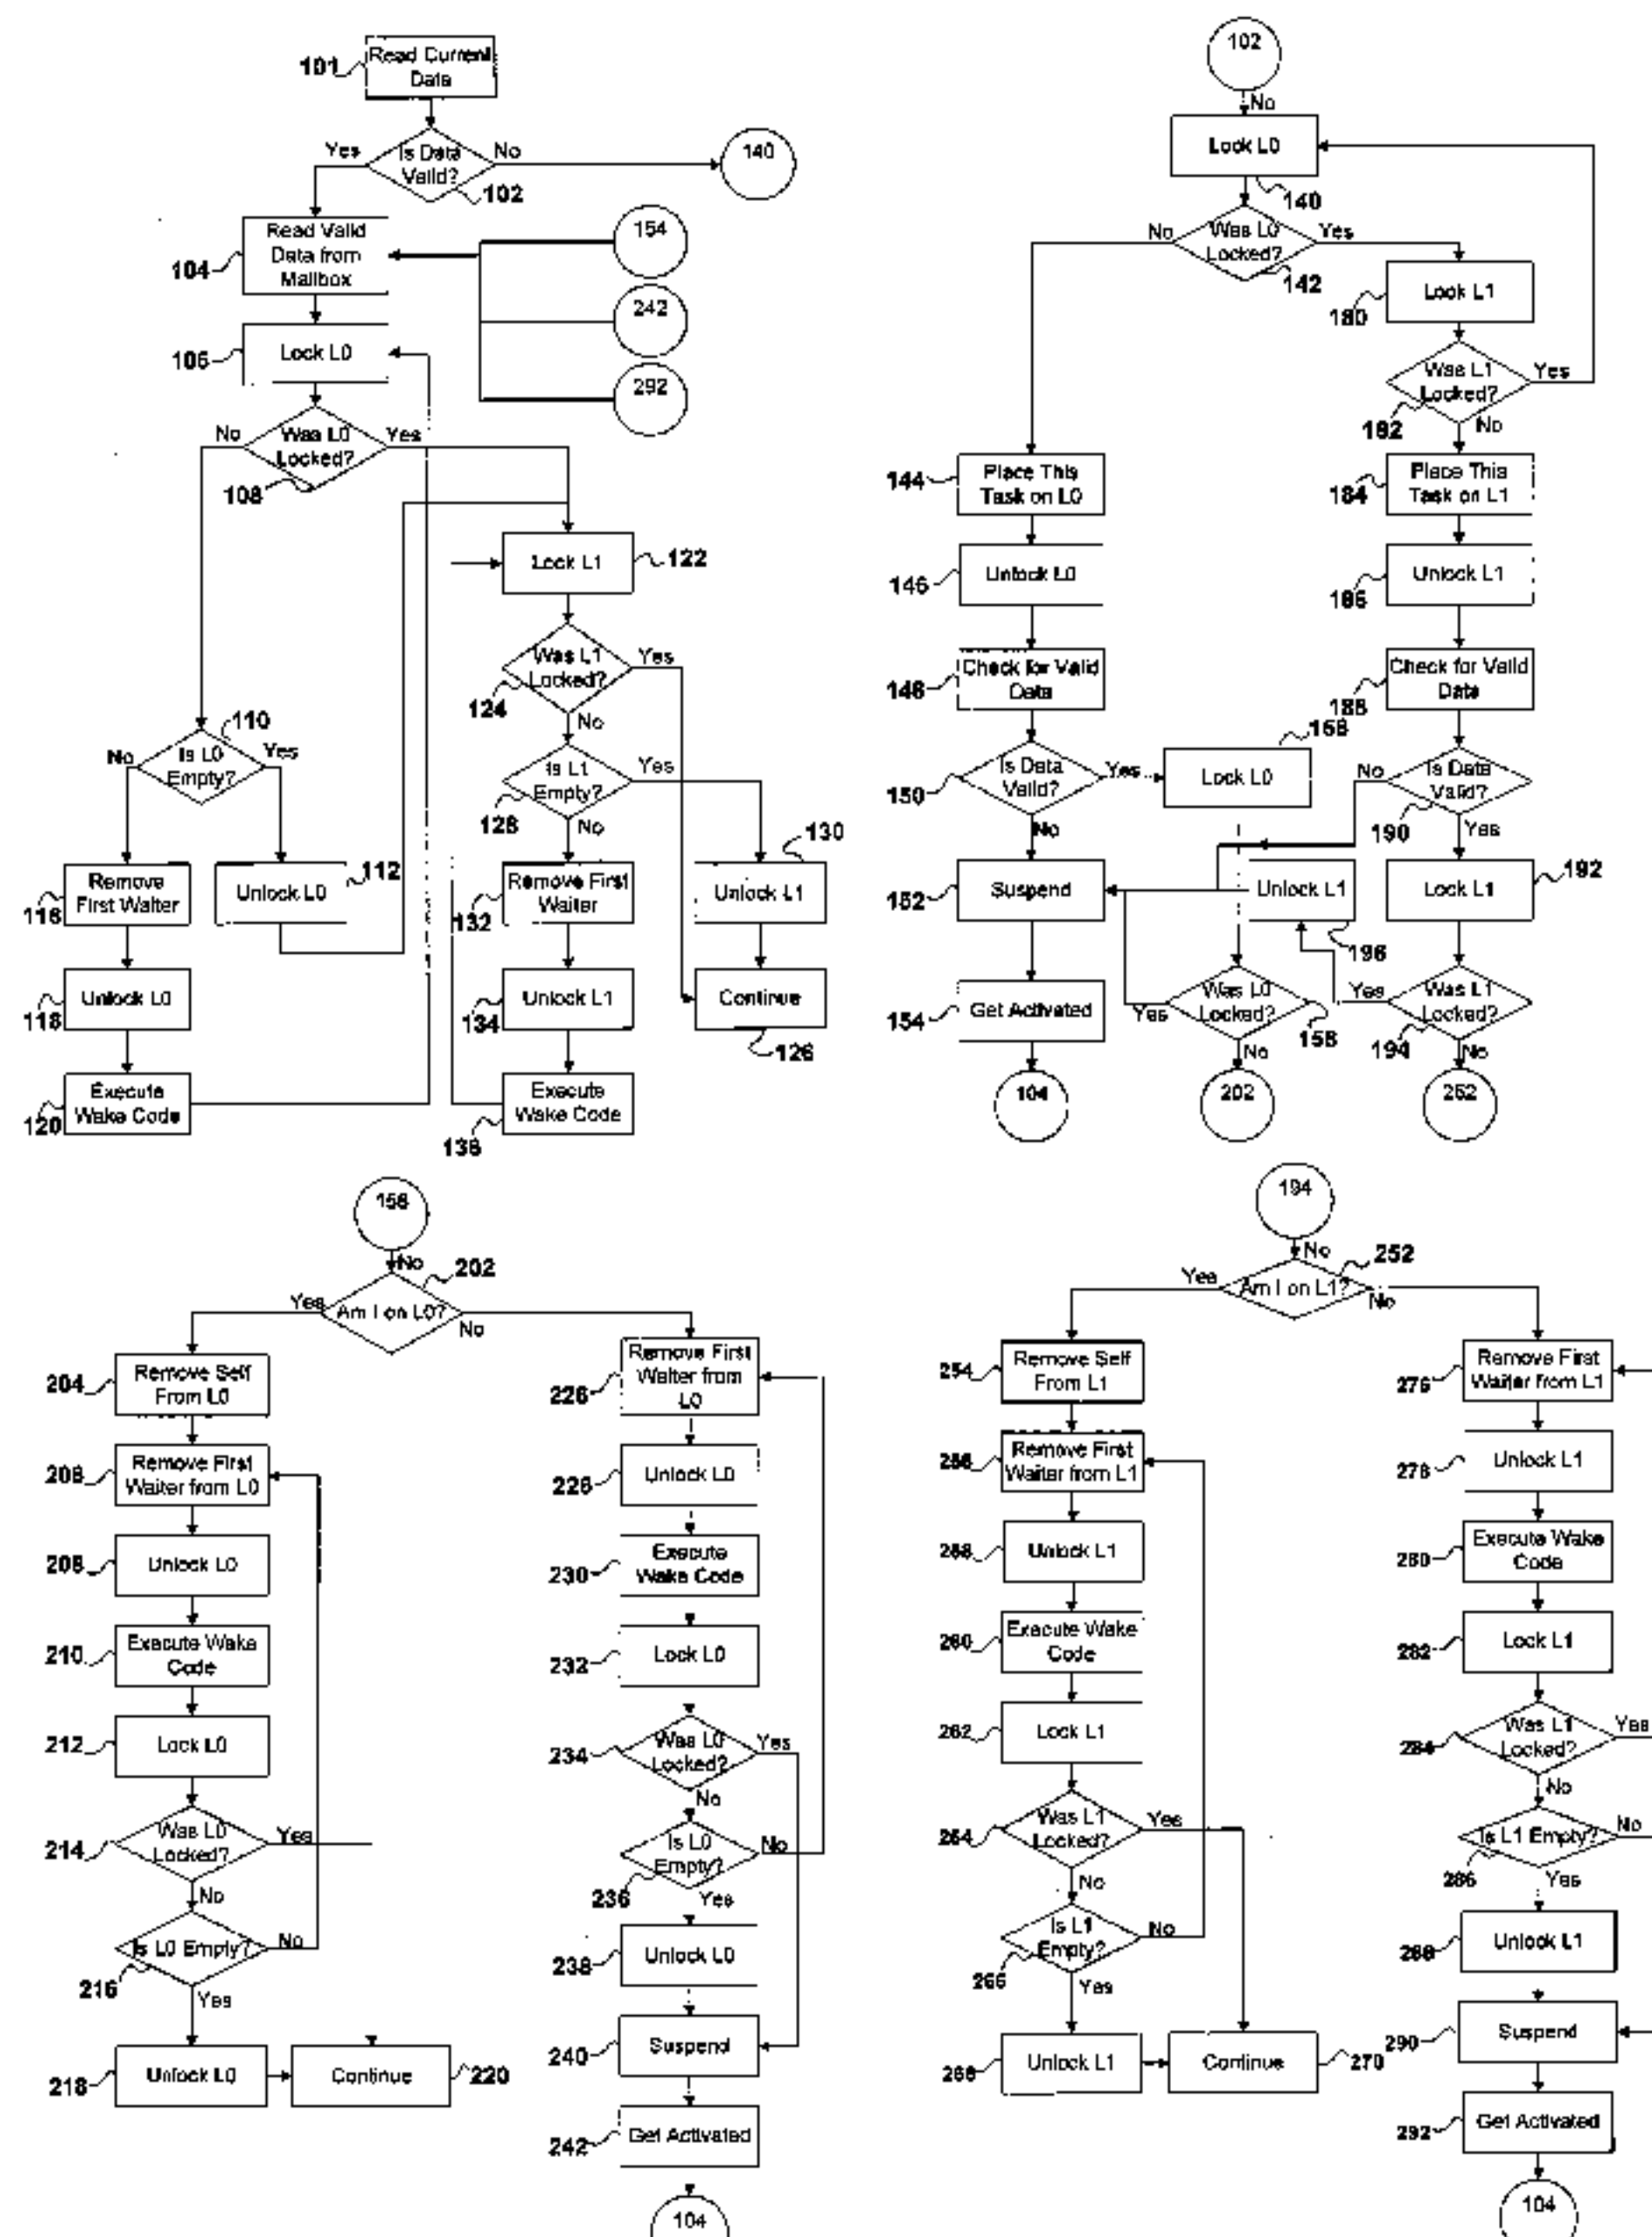 101
Read Current
Data
Yes
Is Data
Valid?
No
102
140
104
Read Valid
Data from
Mailbox
154
242
292
106
Lock L0
No
Was L0
Locked?
Yes
108
Lock L1
122
Was L1
Locked?
Yes
124
No
110
No
Is L0
Empty?
Yes
Is L1
Empty?
Yes
128
No
130
116
Remove
First Waiter
Unlock L0
112
Remove First
Waiter
132
Unlock L1
118
Unlock L0
134
Unlock L1
Continue
126
120
Execute
Wake Code
Execute
Wake Code
136
102
No
Lock L0
140
No
Was L0
Locked?
Yes
142
180
Lock L1
Was L1
Locked?
Yes
182
No
144
Place This
Task on L0
184
Place This
Task on L1
146
Unlock L0
186
Unlock L1
148
Check for Valid
Data
188
Check for Valid
Data
150
Is Data
Valid?
Yes
Lock L0
No
No
Is Data
Valid?
190
Yes
152
Suspend
Unlock L1
196
Lock L1
192
154
Get Activated
Yes
Was L0
Locked?
158
No
Yes
Was L1
Locked?
194
No
104
202
252
158
No
202
Yes
Am I on L0?
No
204
Remove Self
From L0
226
Remove First
Waiter from
L0
Remove First
Waiter from L0
228
Unlock L0
208
Unlock L0
230
Execute
Wake Code
210
Execute Wake
Code
232
Lock L0
212
Lock L0
234
Was L0
Locked?
Yes
No
214
Was L0
Locked?
Yes
No
Is L0
Empty?
No
236
Yes
Is L0 Empty?
No
216
Yes
238
Unlock L0
240
Suspend
218
Unlock L0
Continue
220
242
Get Activated
104
194
No
252
Yes
Am I on L1?
No
254
Remove Self
From L1
276
Remove First
Waiter from L1
256
Remove First
Waiter from L1
278
Unlock L1
258
Unlock L1
280
Execute Wake
Code
260
Execute Wake
Code
282
Lock L1
262
Lock L1
284
Was L1
Locked?
Yes
No
264
Was L1
Locked?
Yes
No
Is L1 Empty?
No
286
Yes
Is L1
Empty?
No
266
Yes
288
Unlock L1
290
Suspend
268
Unlock L1
Continue
270
292
Get Activated
104